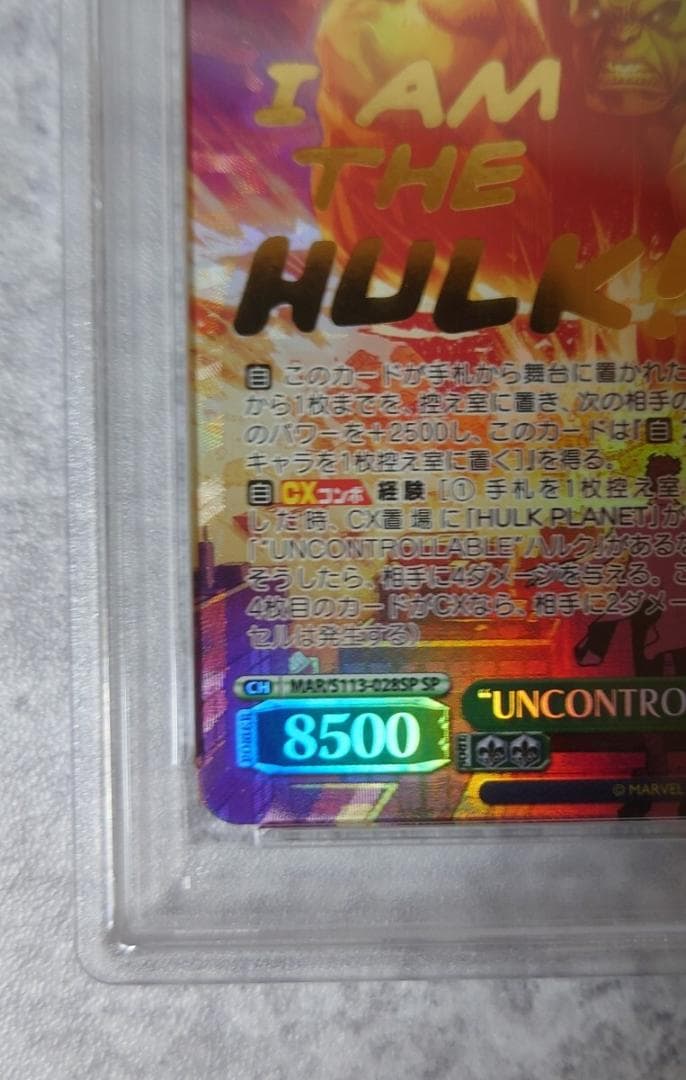 I AM
THE
HULK!
自 このカードが手札から舞台に置かれた
から1枚までを、控え室に置き、次の相手の
のパワーを+2500し、このカードは『自
キャラを1枚控え室に置く]』を得る。
自 CXコンボ 経験 [① 手札を1枚控え室
した時、CX置場に「HULK PLANET」が
「"UNCONTROLLABLE"ハルク」があるな
そうしたら、相手に4ダメージを与える。こ
4枚目のカードがCXなら、相手に2ダメー
セルは発生する)
CH MAR/S113-028SP SP
8500
"UNCONTRO
© MARVEL